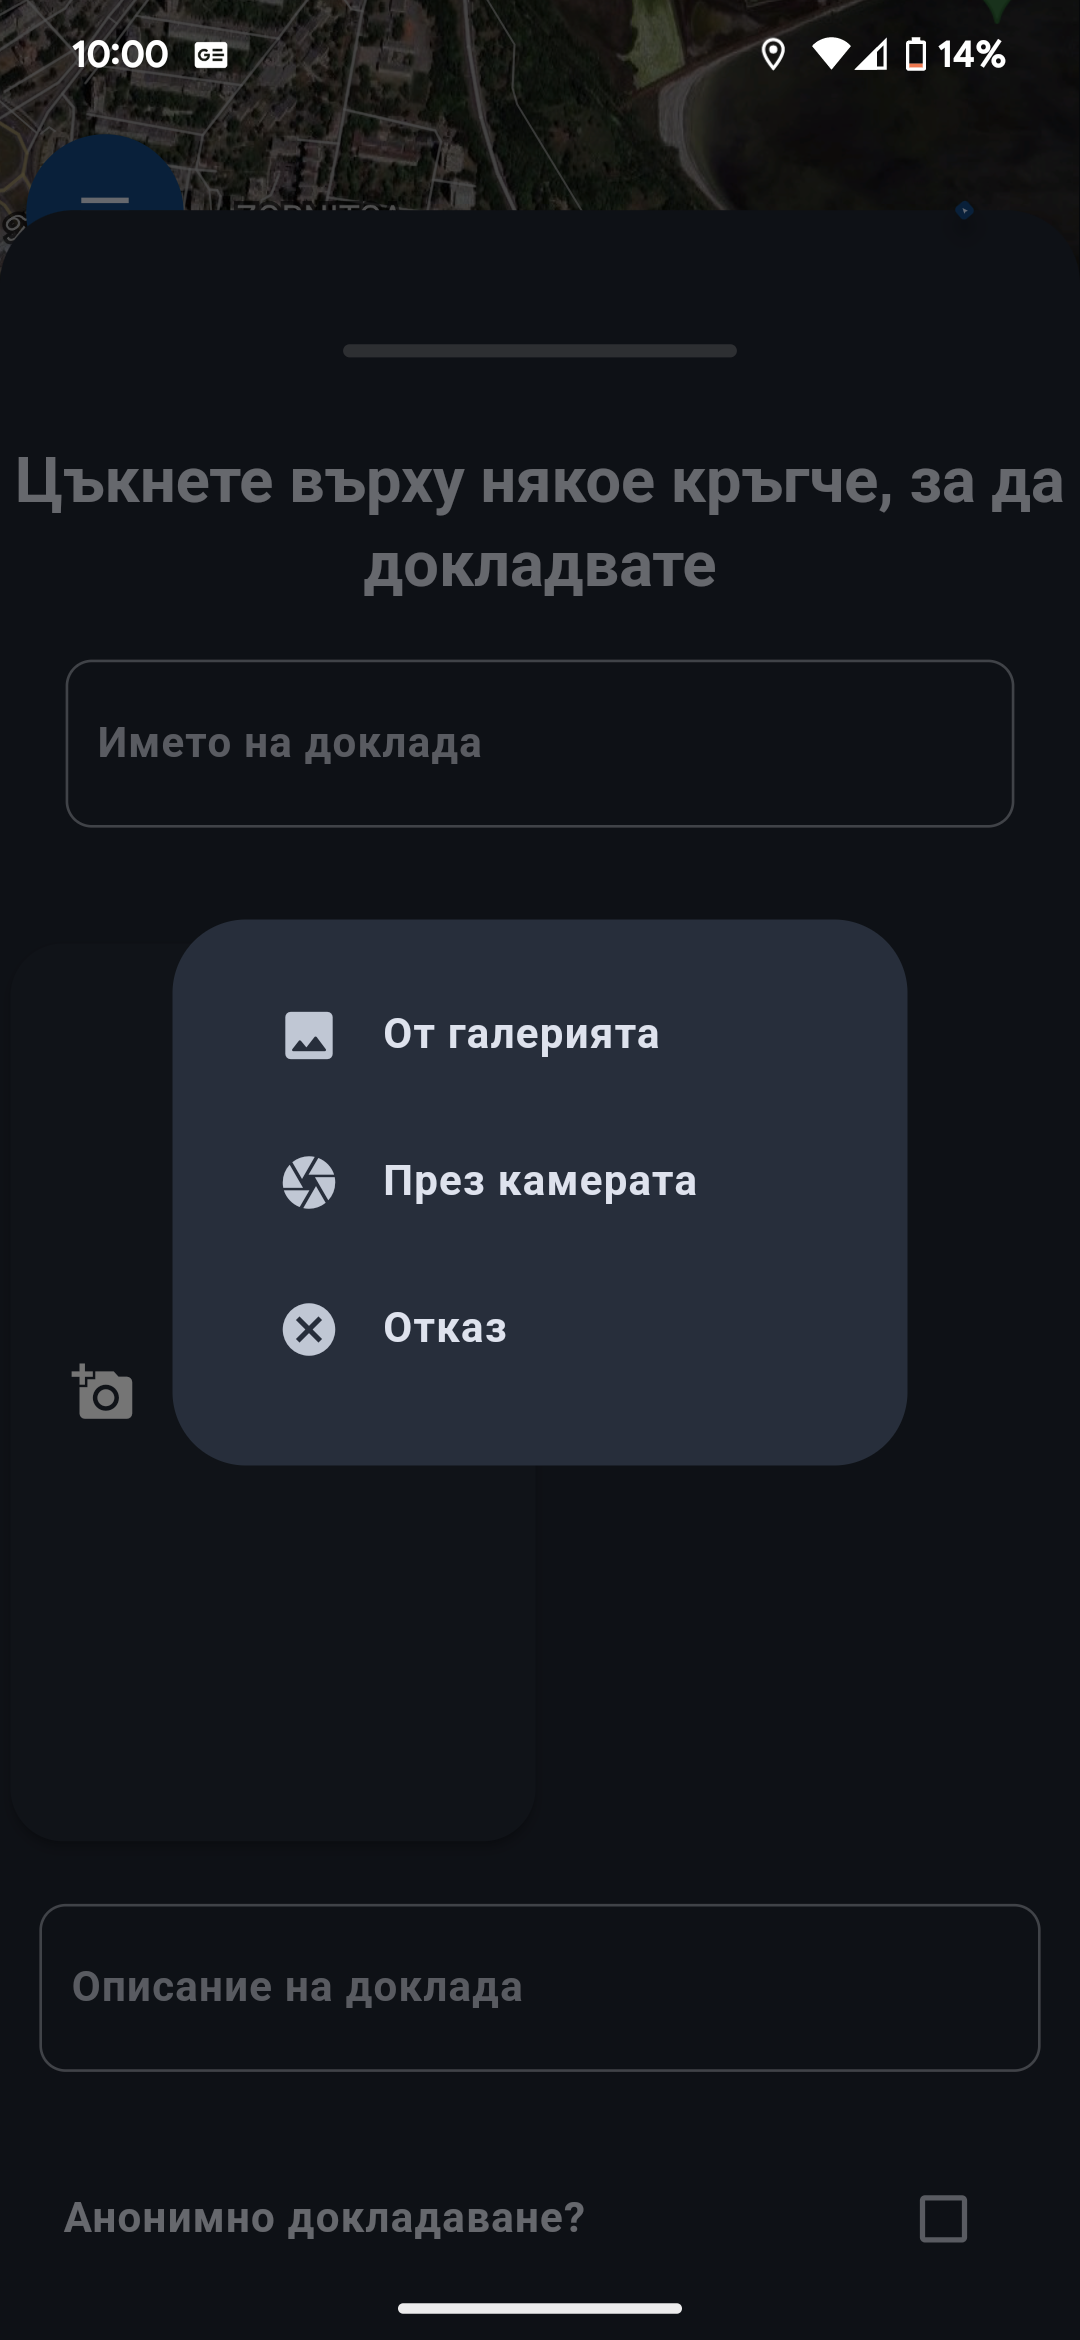 10:00
14%
Цъкнете върху някое кръгче, за да
докладвате
Името на доклада
От галерията
През камерата
Отказ
Описание на доклада
Анонимно докладаване?